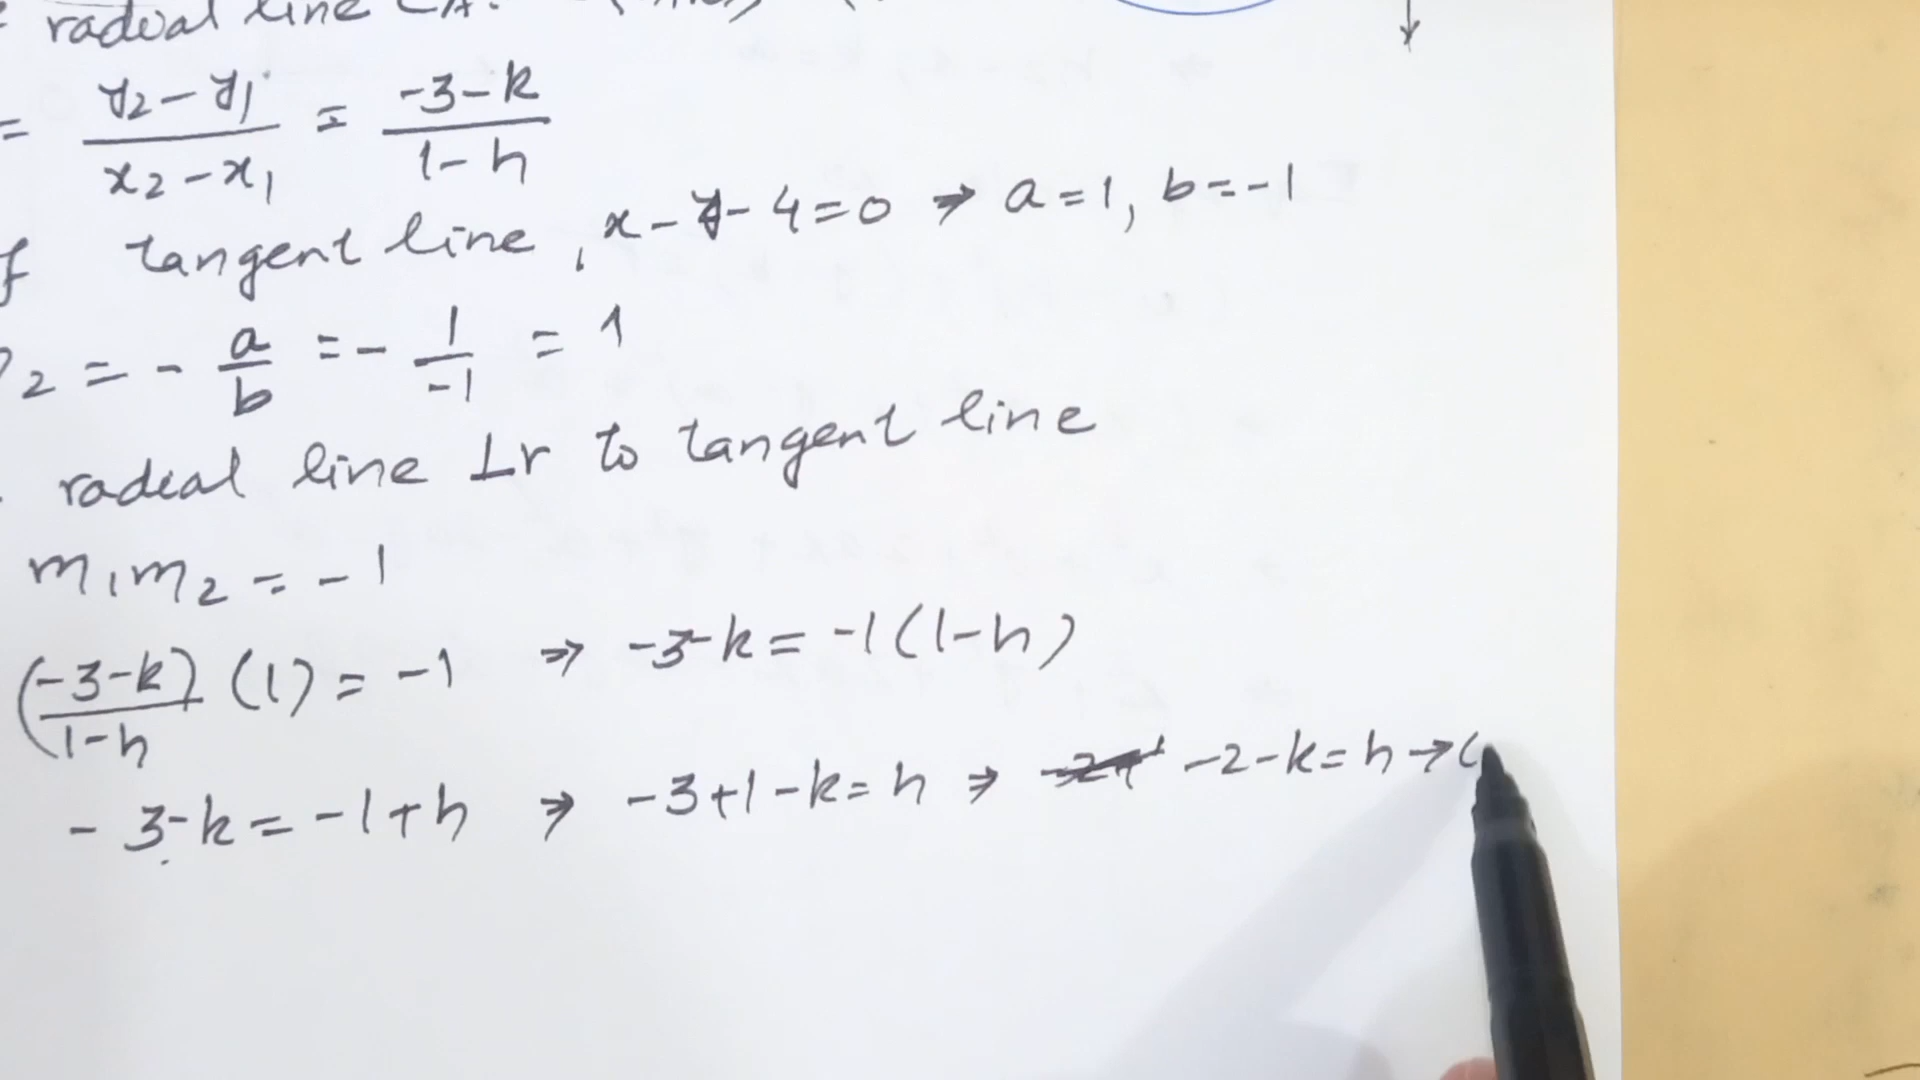 radial line CA.
= y2-y1/x2-x1 = -3-k/1-h
f tangent line, x-y-4=0 → a=1, b=-1
2 = -a/b = -1/-1 = 1
radial line ⊥r to tangent line
m1m2 = -1
(-3-k/1-h)(1) = -1 ⇒ -3-k = -1(1-h)
-3-k = -1+h ⇒ -3+1-k = h ⇒ -2-k = h → (